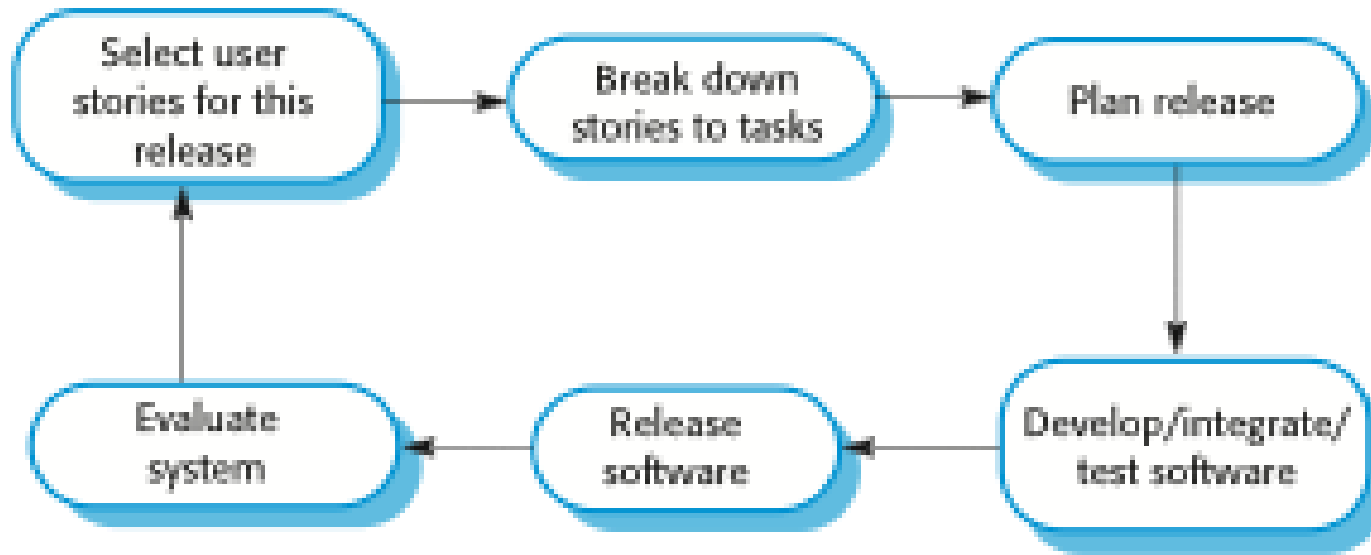 Select user
stories for this
release
Break down
stories to tasks
Plan release
Evaluate
system
Release
software
Develop/integrate/
test software